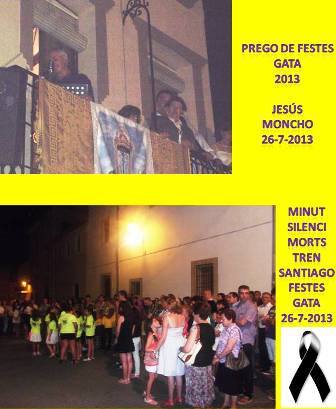 PREGO DE FESTES
GATA
2013
JESÚS
MONCHO
26-7-2013
MINUT
SILENCI
MORTS
TREN
SANTIAGO
FESTES
GATA
26-7-2013